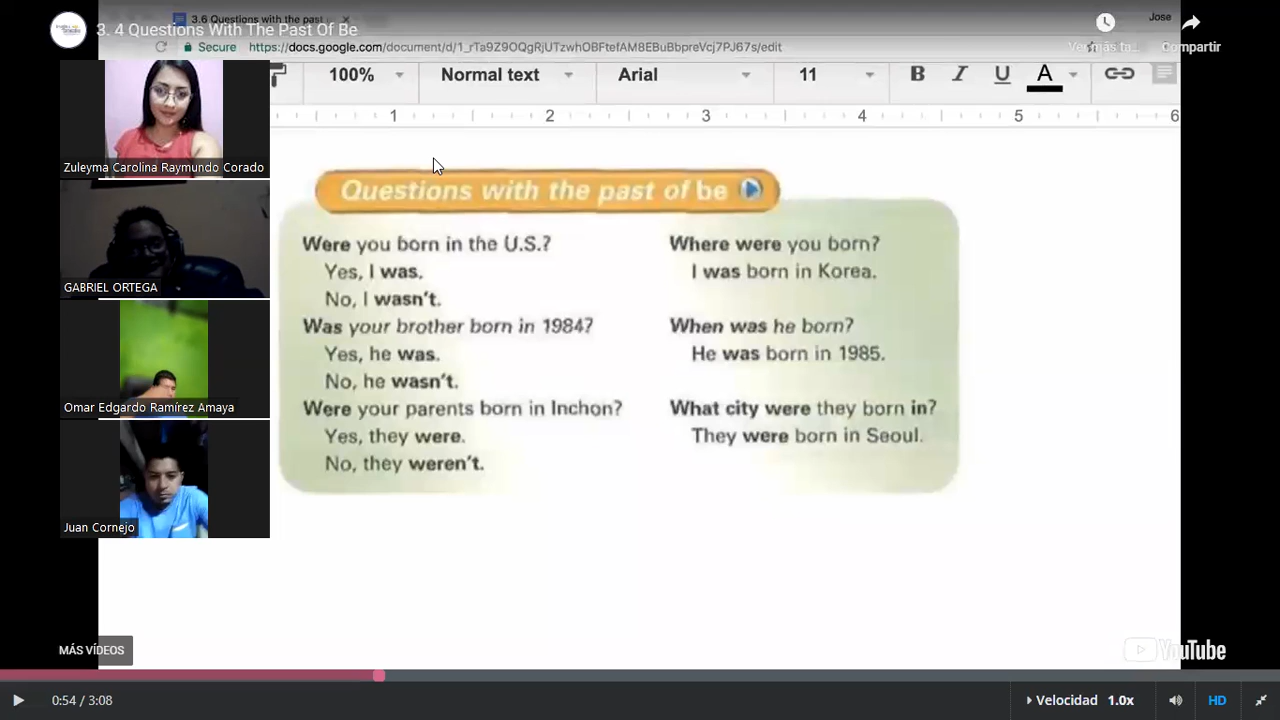 3.6 Questions with the past
Jose
3. 4 Questions With The Past Of Be
Secure https://docs.google.com/document/d/1_rTa9Z9OQgRjUTzwhOBFtefAM8EBuBbpreVcj7PJ67s/edit
Ver más ta...
Compartir
100% Normal text Arial 11 B I U A
1 2 3 4 5 6
Zuleyma Carolina Raymundo Corado
GABRIEL ORTEGA
Omar Edgardo Ramírez Amaya
Juan Cornejo
Questions with the past of be
Were you born in the U.S.?
Yes, I was.
No, I wasn't.
Was your brother born in 1984?
Yes, he was.
No, he wasn't.
Were your parents born in Inchon?
Yes, they were.
No, they weren't.
Where were you born?
I was born in Korea.
When was he born?
He was born in 1985.
What city were they born in?
They were born in Seoul.
MÁS VÍDEOS
YouTube
0:54 / 3:08
Velocidad 1.0x
HD